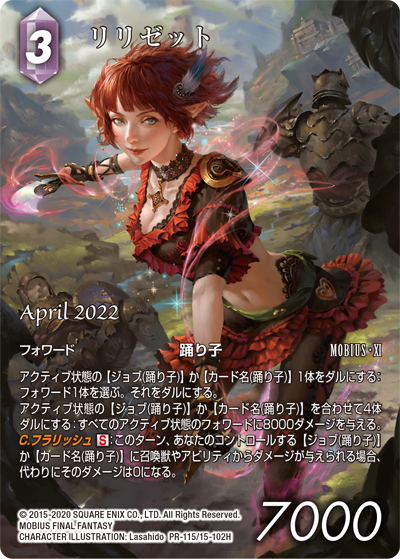 3
リリゼット
April 2022
フォワード 踊り子 MOBIUS・XI
アクティブ状態の【ジョブ(踊り子)】か【カード名(踊り子)】1体をダルにする:
フォワード1体を選ぶ。それをダルにする。
アクティブ状態の【ジョブ(踊り子)】か【カード名(踊り子)】を合わせて4体
ダルにする:すべてのアクティブ状態のフォワードに8000ダメージを与える。
C.フラリッシュ S:このターン、あなたのコントロールする【ジョブ(踊り子)】
か【カード名(踊り子)】に召喚獣やアビリティからダメージが与えられる場合、
代わりにそのダメージは0になる。
© 2015-2020 SQUARE ENIX CO., LTD. All Rights Reserved.
MOBIUS FINAL FANTASY
CHARACTER ILLUSTRATION: Lasahido PR-115/15-102H
7000